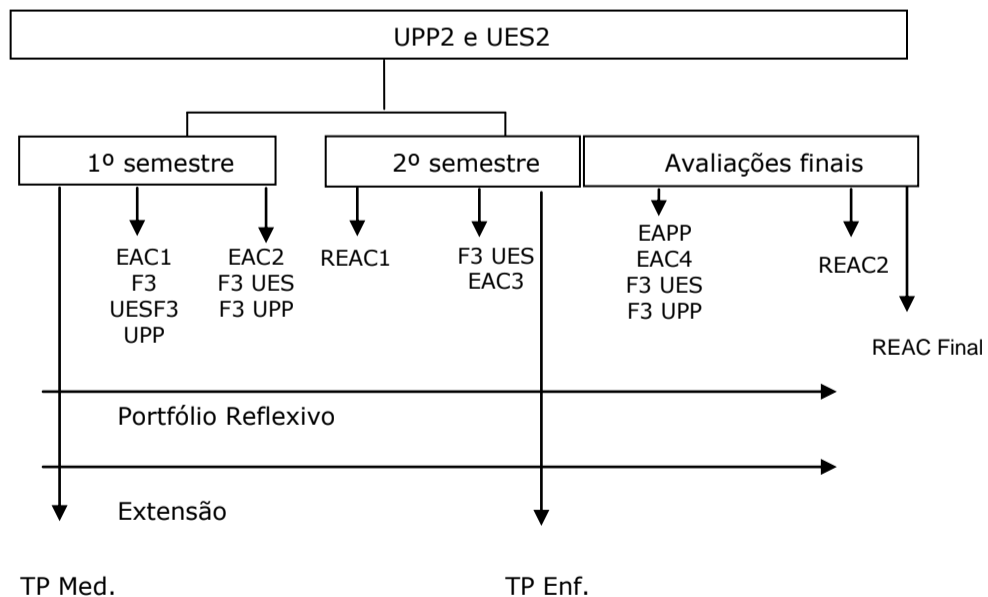 UPP2 e UES2
1º semestre
2º semestre
Avaliações finais
EAC1
F3
UESF3
UPP
EAC2
F3 UES
F3 UPP
REAC1
F3 UES
EAC3
EAPP
EAC4
F3 UES
F3 UPP
REAC2
REAC Final
Portfólio Reflexivo
Extensão
TP Med.
TP Enf.